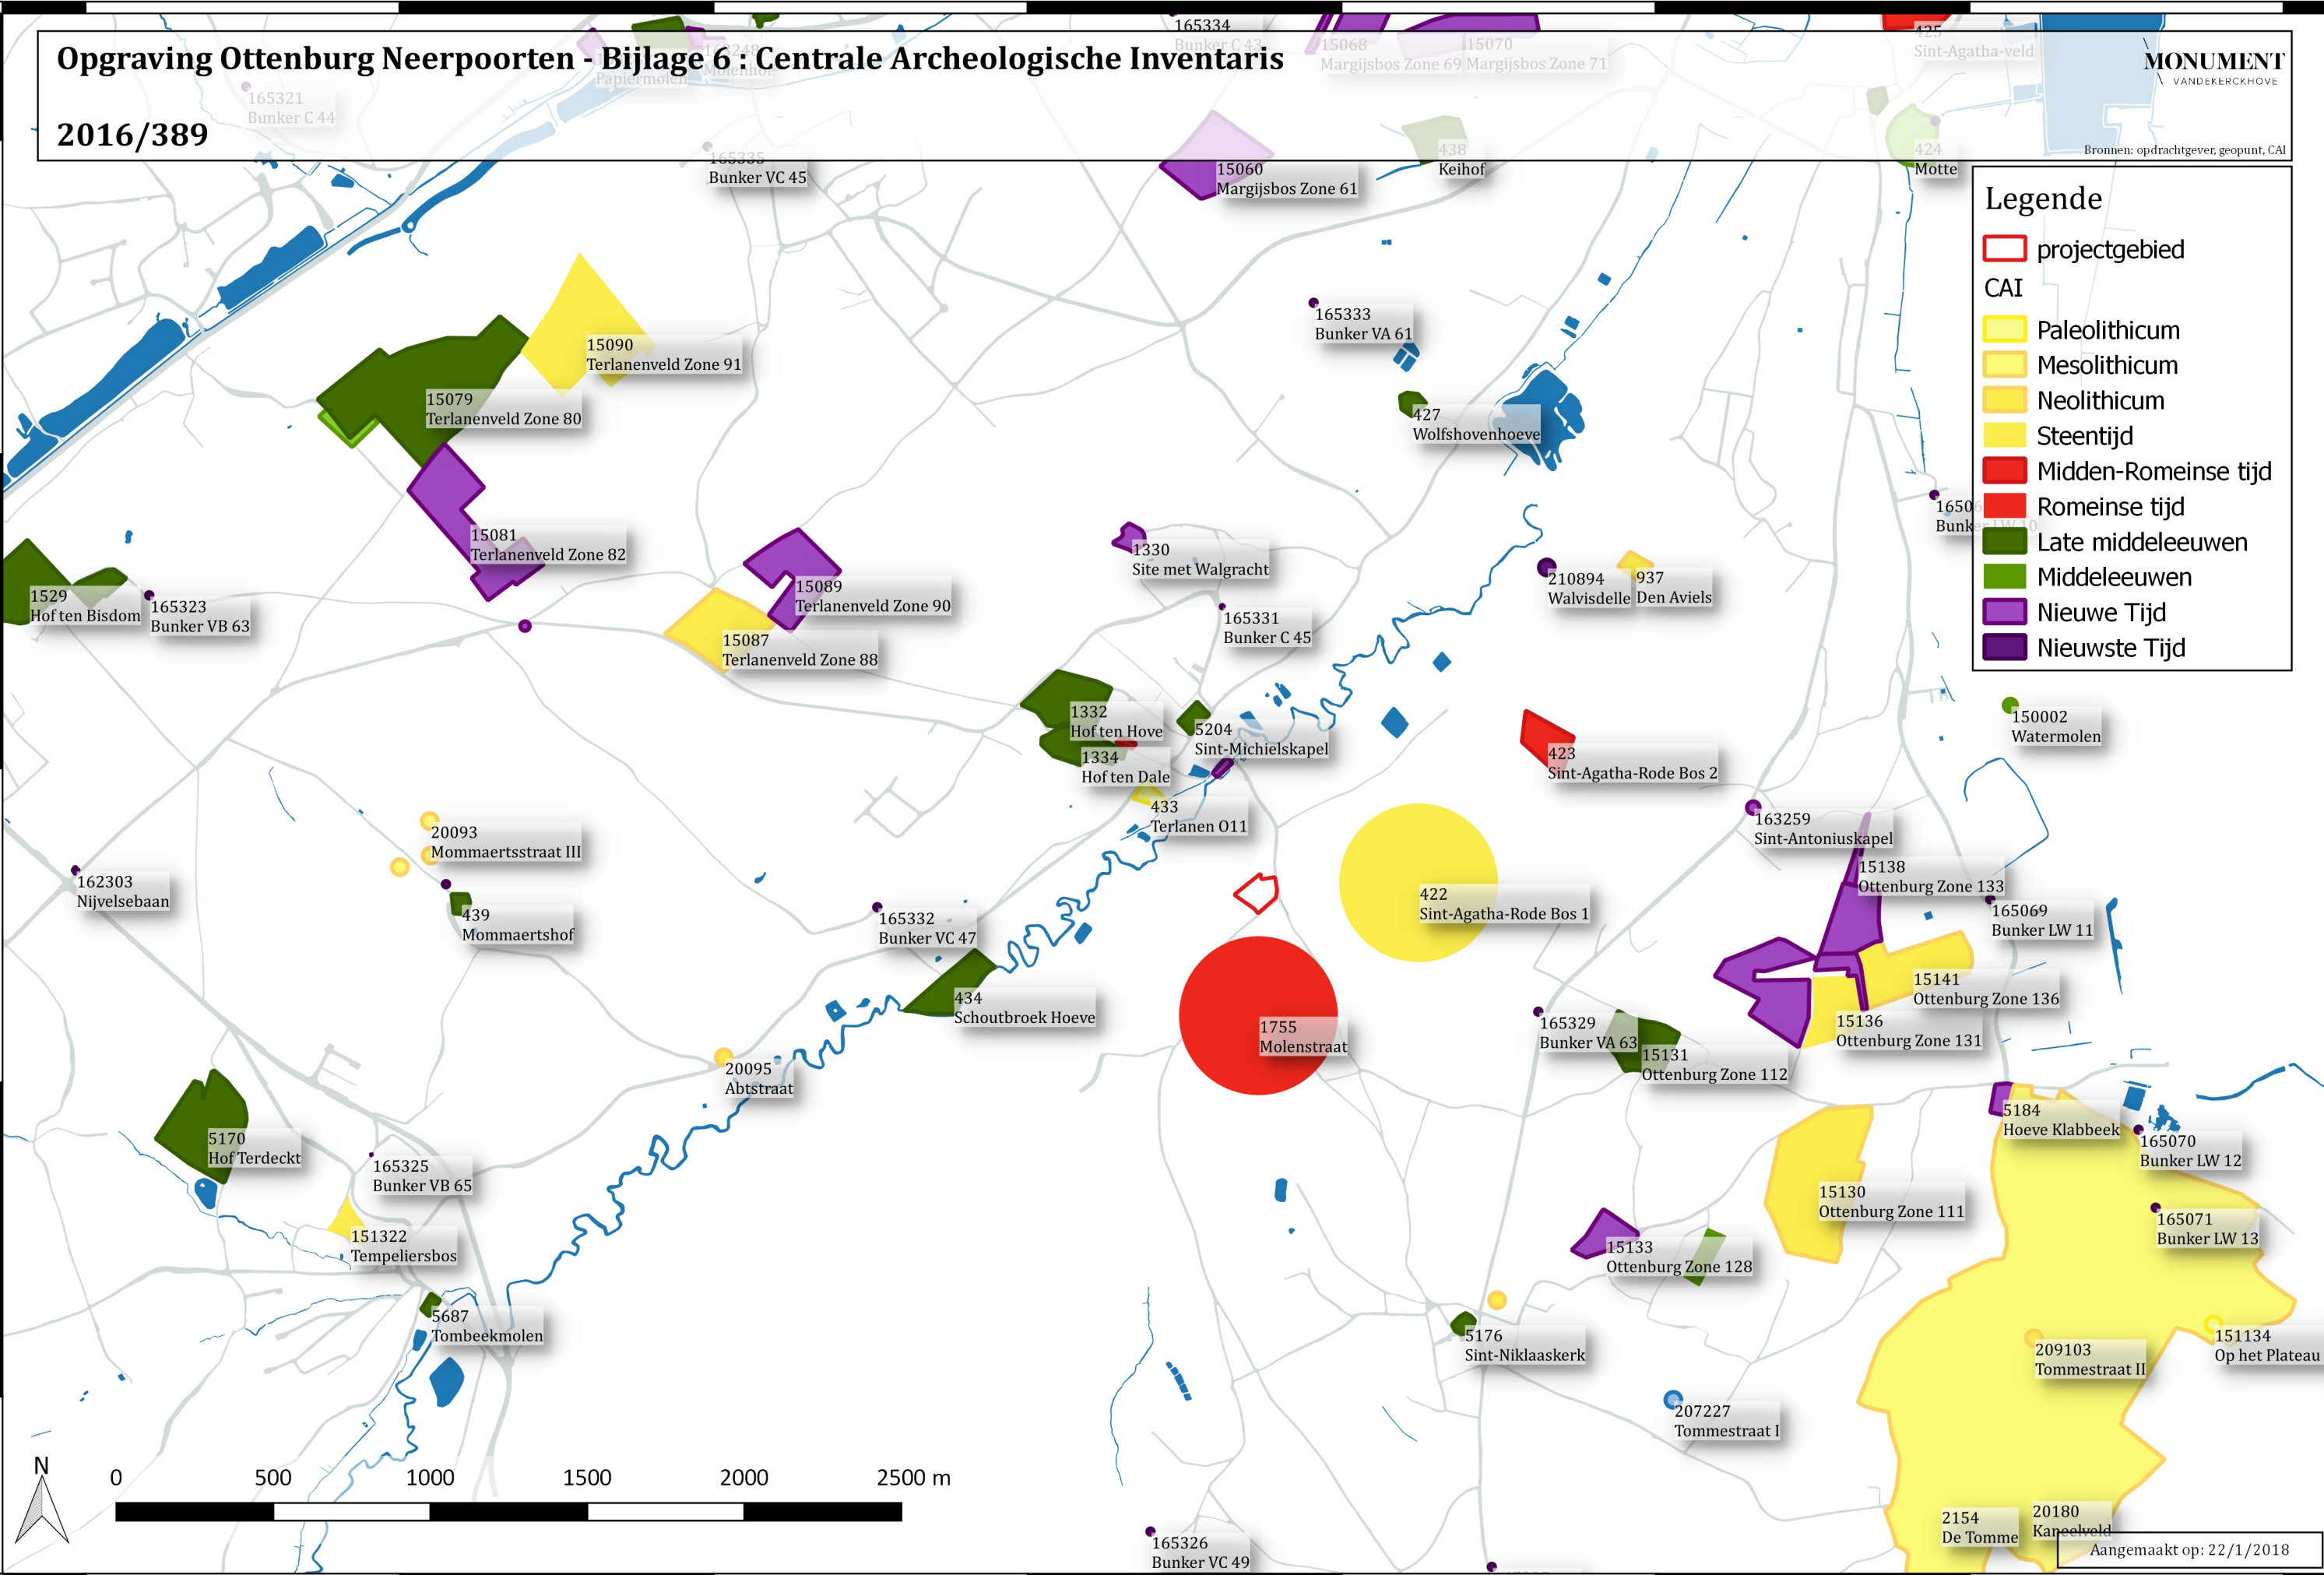 165334
Bunker C 43
425
Sint-Agatha-veld
15068
Margijsbos Zone 69
15070
Margijsbos Zone 71
Opgraving Ottenburg Neerpoorten - Bijlage 6 : Centrale Archeologische Inventaris
MONUMENT
VANDEKERCKHOVE
Papiermolen
165321
Bunker C 44
2016/389
Bronnen: opdrachtgever, geopunt, CAI
165335
Bunker VC 45
15060
Margijsbos Zone 61
438
Keihof
424
Motte
Legende
projectgebied
CAI
Paleolithicum
Mesolithicum
Neolithicum
Steentijd
Midden-Romeinse tijd
Romeinse tijd
Late middeleeuwen
Middeleeuwen
Nieuwe Tijd
Nieuwste Tijd
165333
Bunker VA 61
15090
Terlanenveld Zone 91
15079
Terlanenveld Zone 80
427
Wolfshovenhoeve
Bunker LW 10
15081
Terlanenveld Zone 82
1330
Site met Walgracht
210894
Walvisdelle
937
Den Aviels
15089
Terlanenveld Zone 90
1529
Hof ten Bisdom
165323
Bunker VB 63
165331
Bunker C 45
15087
Terlanenveld Zone 88
1332
Hof ten Hove
5204
Sint-Michielskapel
150002
Watermolen
1334
Hof ten Dale
423
Sint-Agatha-Rode Bos 2
433
Terlanen O11
163259
Sint-Antoniuskapel
20093
Mommaertsstraat III
15138
Ottenburg Zone 133
162303
Nijvelsebaan
422
Sint-Agatha-Rode Bos 1
439
Mommaertshof
165332
Bunker VC 47
165069
Bunker LW 11
15141
Ottenburg Zone 136
434
Schoutbroek Hoeve
1755
Molenstraat
165329
Bunker VA 63
15136
Ottenburg Zone 131
15131
Ottenburg Zone 112
20095
Abtstraat
5184
Hoeve Klabbeek
165070
Bunker LW 12
5170
Hof Terdeckt
165325
Bunker VB 65
15130
Ottenburg Zone 111
165071
Bunker LW 13
151322
Tempeliersbos
15133
Ottenburg Zone 128
5687
Tombeekmolen
5176
Sint-Niklaaskerk
209103
Tommestraat II
151134
Op het Plateau
207227
Tommestraat I
N
0 500 1000 1500 2000 2500 m
2154
De Tomme
20180
Kaneelveld
165326
Bunker VC 49
Aangemaakt op: 22/1/2018